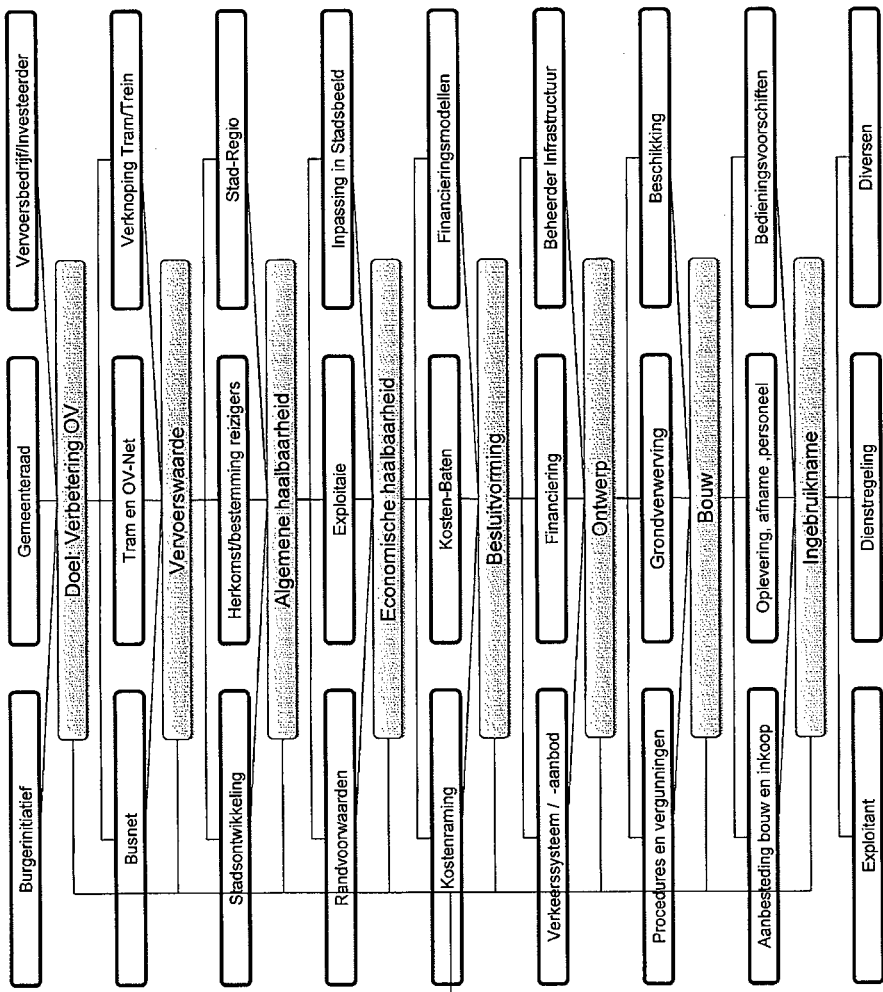 Burgerinitiatief
Gemeenteraad
Vervoersbedrijf/Investeerder
Doel: Verbetering OV
Busnet
Tram en OV-Net
Verknoping Tram/Trein
Vervoerswaarde
Stadsontwikkeling
Herkomst/bestemming reizigers
Stad-Regio
Algemene haalbaarheid
Randvoorwaarden
Exploitaie
Inpassing in Stadsbeeld
Economische haalbaarheid
Kostenraming
Kosten-Baten
Financieringsmodellen
Besluitvorming
Verkeerssysteem / -aanbod
Financiering
Beheerder Infrastructuur
Ontwerp
Procedures en vergunningen
Grondverwerving
Beschikking
Bouw
Aanbesteding bouw en inkoop
Oplevering, afname ,personeel
Bedieningsvoorschiften
Ingebruikname
Exploitant
Dienstregeling
Diversen